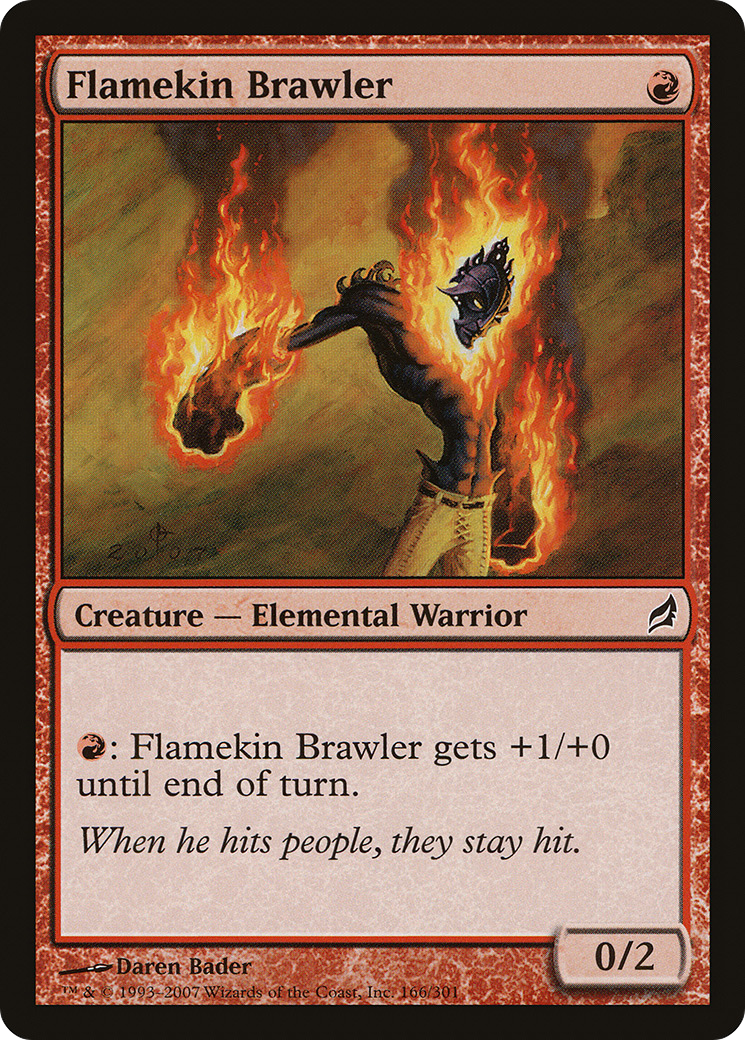 Flamekin Brawler
2007
Creature — Elemental Warrior
: Flamekin Brawler gets +1/+0
until end of turn.
When he hits people, they stay hit.
0/2
Daren Bader
™ & © 1993–2007 Wizards of the Coast, Inc. 166/301